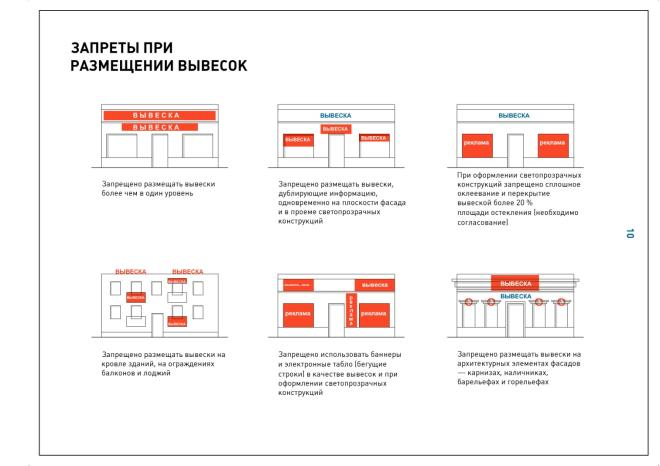 ЗАПРЕТЫ ПРИ
РАЗМЕЩЕНИИ ВЫВЕСОК
ВЫВЕСКА
ВЫВЕСКА
Запрещено размещать вывески
более чем в один уровень
ВЫВЕСКА
ВЫВЕСКА
ВЫВЕСКА
ВЫВЕСКА
Запрещено размещать вывески,
дублирующие информацию,
одновременно на плоскости фасада
и в проеме светопрозрачных
конструкций
ВЫВЕСКА
реклама
реклама
При оформлении светопрозрачных
конструкций запрещено сплошное
оклеивание и перекрытие
вывеской более 20 %
площади остекления (необходимо
согласование)
10
ВЫВЕСКА
ВЫВЕСКА
ВЫВЕСКА
ВЫВЕСКА
ВЫВЕСКА
Запрещено размещать вывески на
кровле зданий, на ограждениях
балконов и лоджий
вывеска
реклама
РЕКЛАМА
реклама
Запрещено использовать баннеры
и электронные табло (бегущие
строки) в качестве вывесок и при
оформлении светопрозрачных
конструкций
ВЫВЕСКА
ВЫВЕСКА
Запрещено размещать вывески на
архитектурных элементах фасадов
— карнизах, наличниках,
барельефах и горельефах